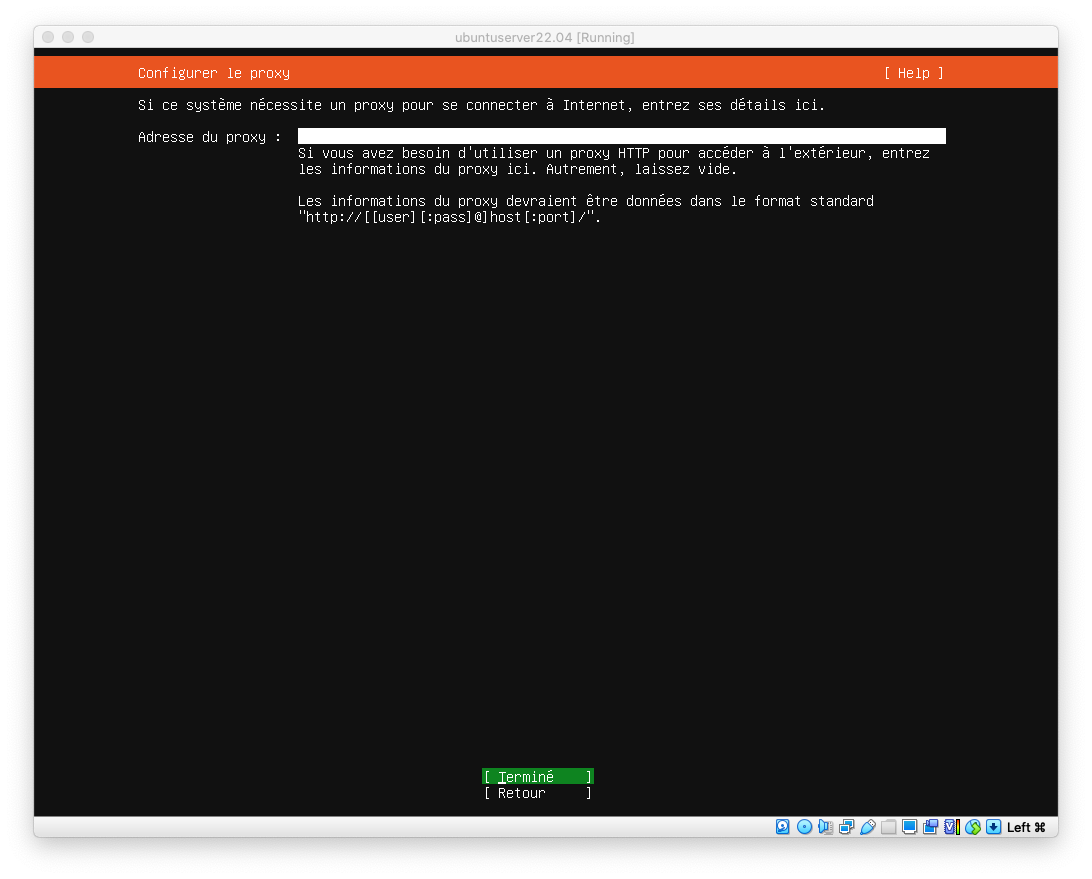 ubuntuserver22.04 [Running]
Configurer le proxy [ Help ]
Si ce système nécessite un proxy pour se connecter à Internet, entrez ses détails ici.
Adresse du proxy :
Si vous avez besoin d'utiliser un proxy HTTP pour accéder à l'extérieur, entrez
les informations du proxy ici. Autrement, laissez vide.
Les informations du proxy devraient être données dans le format standard
"http://[[user][:pass]@]host[:port]/".
[ Terminé ]
[ Retour ]
Left ⌘